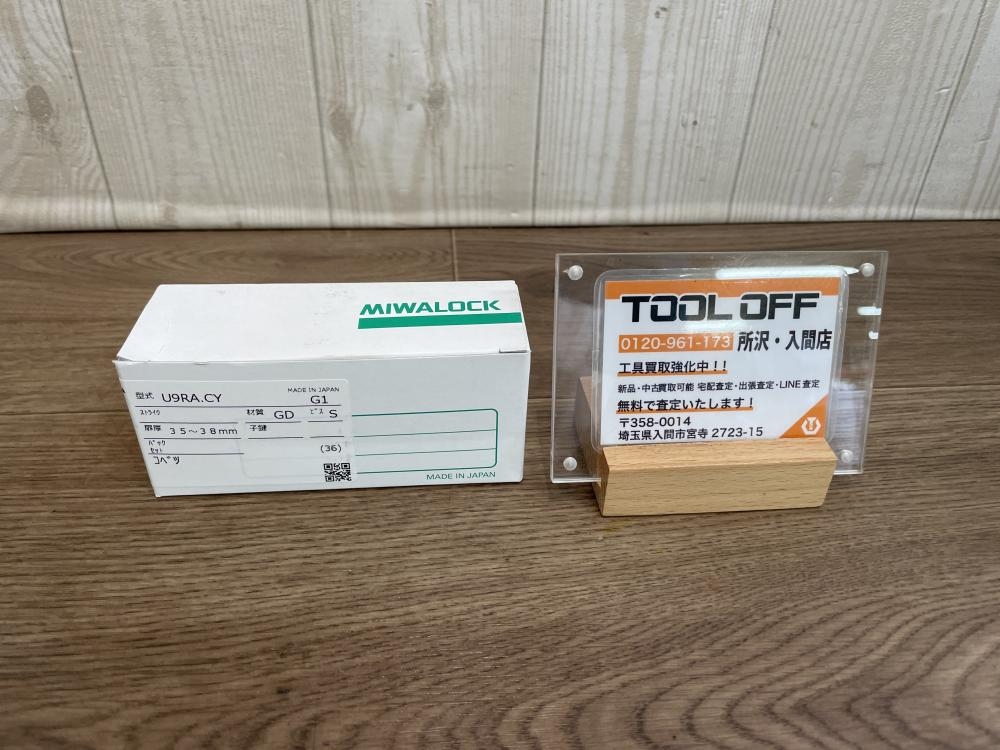 MIWALOCK
MADE IN JAPAN
型式 U9RA.CY G1
ストライク 材質 GD ビス S
扉厚 35～38mm 子鍵
バック
セット (36)
コベツ
MADE IN JAPAN
TOOL OFF
0120-961-173 所沢・入間店
工具買取強化中!!
新品・中古買取可能 宅配査定・出張査定・LINE査定
無料で査定いたします!
〒358-0014
埼玉県入間市宮寺 2723-15